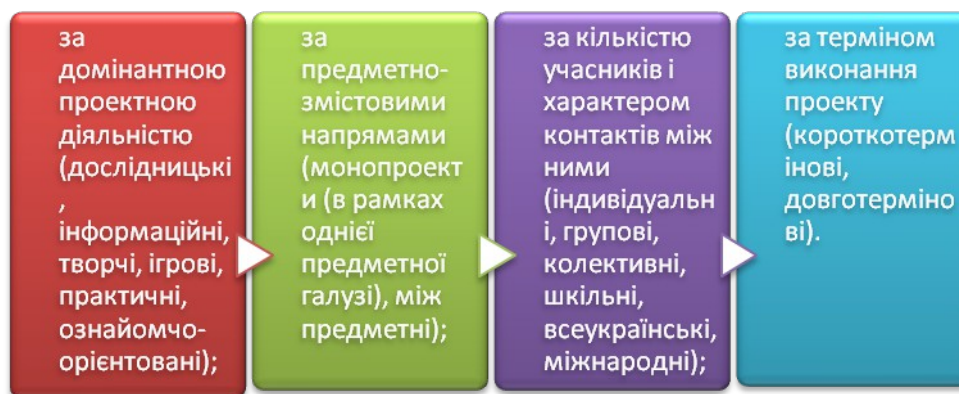 за
домінантною
проектною
діяльністю
(дослідницькі
,
інформаційні,
творчі, ігрові,
практичні,
ознайомчо-
орієнтовані);
за
предметно-
змістовими
напрямами
(монопроект
и (в рамках
однієї
предметної
галузі), між
предметні);
за кількістю
учасників і
характером
контактів між
ними
(індивідуальн
і, групові,
колективні,
шкільні,
всеукраїнські,
міжнародні);
за терміном
виконання
проекту
(короткотерм
інові,
довготерміно
ві).